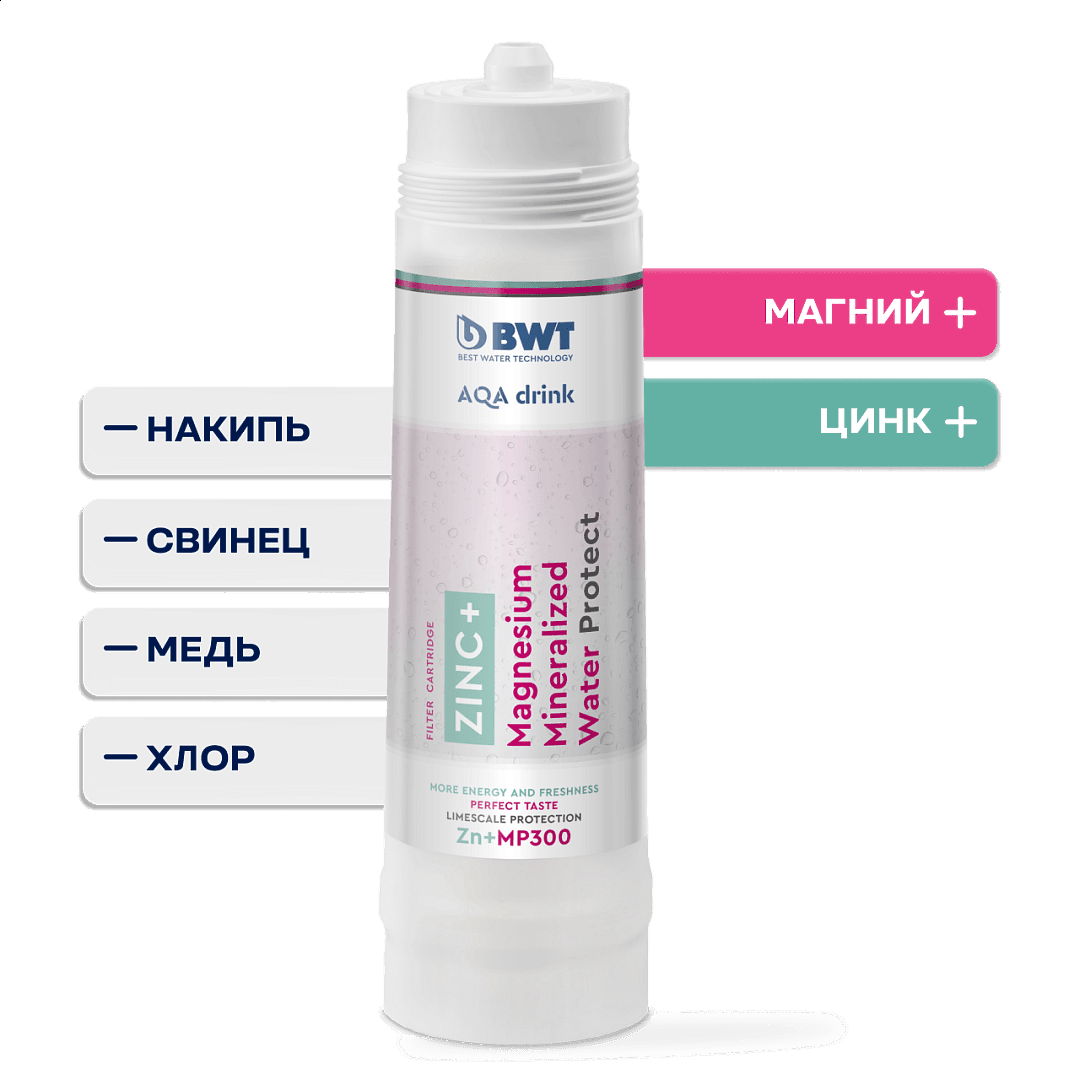 BWT
BEST WATER TECHNOLOGY
AQA drink
МАГНИЙ +
ЦИНК +
— НАКИПЬ
— СВИНЕЦ
— МЕДЬ
— ХЛОР
FILTER CARTRIDGE
ZINC+
Magnesium
Mineralized
Water Protect
MORE ENERGY AND FRESHNESS
PERFECT TASTE
LIMESCALE PROTECTION
Zn+MP300